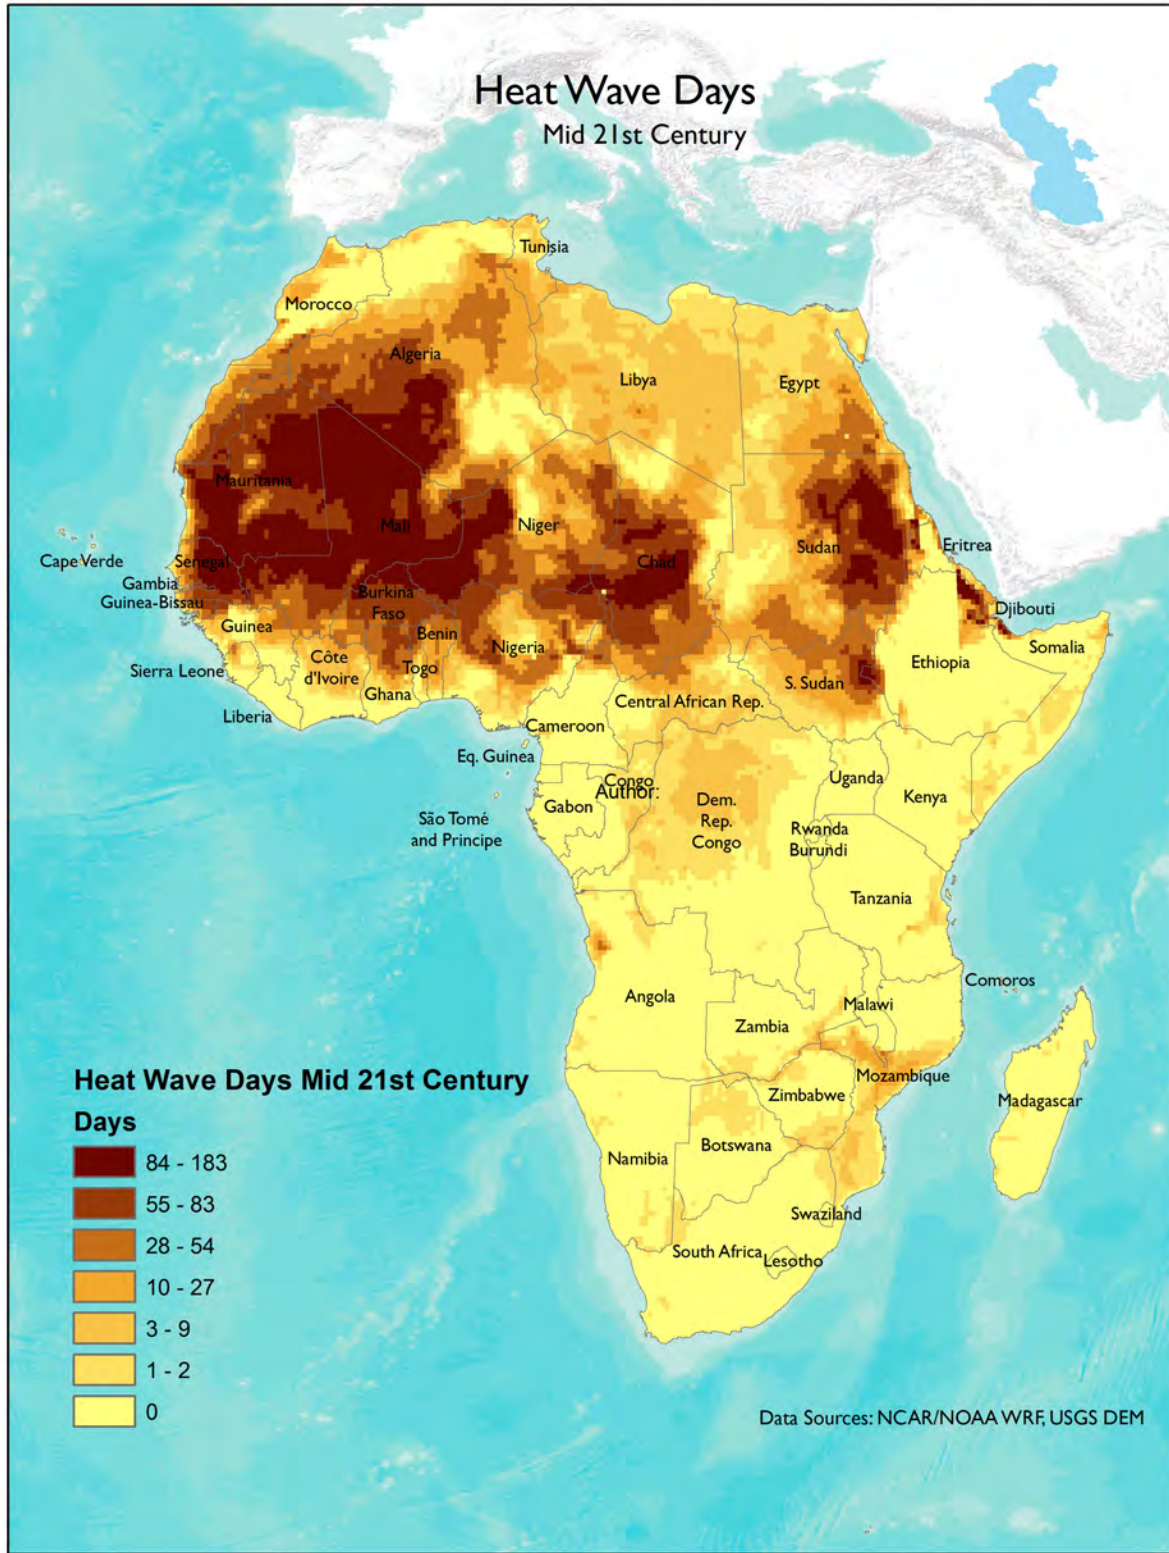 Heat Wave Days
Mid 21st Century
Tunisia
Morocco
Algeria
Libya
Egypt
Mauritania
Mali
Niger
Chad
Sudan
Eritrea
Cape Verde
Senegal
Gambia
Guinea-Bissau
Burkina
Faso
Djibouti
Guinea
Benin
Nigeria
Ethiopia
Somalia
Sierra Leone
Côte
d'Ivoire
Togo
Ghana
S. Sudan
Central African Rep.
Liberia
Cameroon
Eq. Guinea
Congo
Author:
Gabon
Uganda
Kenya
Dem.
Rep.
Congo
São Tomé
and Principe
Rwanda
Burundi
Tanzania
Comoros
Angola
Malawi
Zambia
Mozambique
Zimbabwe
Madagascar
Botswana
Namibia
Swaziland
South Africa
Lesotho
Heat Wave Days Mid 21st Century
Days
84 - 183
55 - 83
28 - 54
10 - 27
3 - 9
1 - 2
0
Data Sources: NCAR/NOAA WRF, USGS DEM